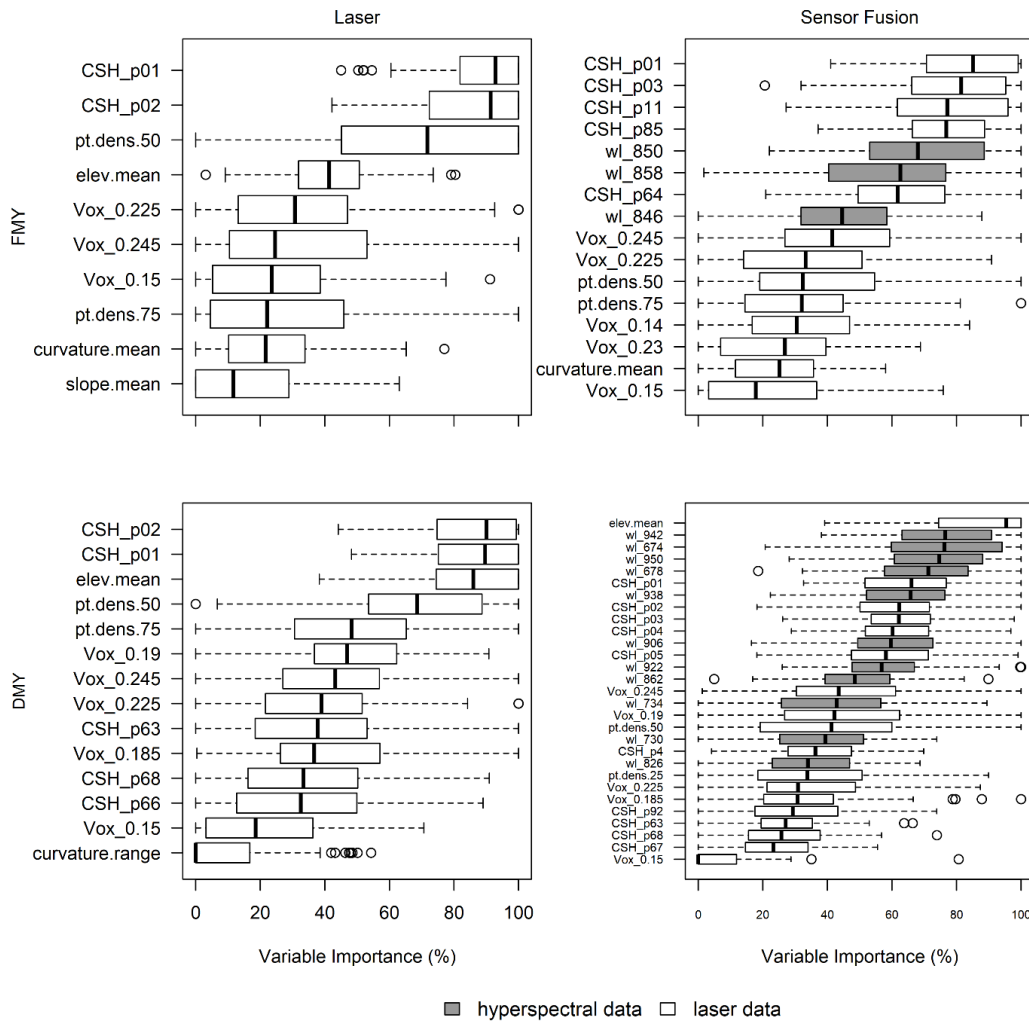 Laser
Sensor Fusion
FMY
CSH_p01
CSH_p02
pt.dens.50
elev.mean
Vox_0.225
Vox_0.245
Vox_0.15
pt.dens.75
curvature.mean
slope.mean
CSH_p01
CSH_p03
CSH_p11
CSH_p85
wl_850
wl_858
CSH_p64
wl_846
Vox_0.245
Vox_0.225
pt.dens.50
pt.dens.75
Vox_0.14
Vox_0.23
curvature.mean
Vox_0.15
DMY
CSH_p02
CSH_p01
elev.mean
pt.dens.50
pt.dens.75
Vox_0.19
Vox_0.245
Vox_0.225
CSH_p63
Vox_0.185
CSH_p68
CSH_p66
Vox_0.15
curvature.range
0 20 40 60 80 100
Variable Importance (%)
elev.mean
wl_942
wl_674
wl_950
wl_678
CSH_p01
wl_938
CSH_p02
CSH_p03
CSH_p04
wl_906
CSH_p05
wl_922
wl_862
Vox_0.245
wl_734
Vox_0.19
pt.dens.50
wl_730
CSH_p4
wl_826
pt.dens.25
Vox_0.225
Vox_0.185
CSH_p92
CSH_p63
CSH_p68
CSH_p67
Vox_0.15
0 20 40 60 80 100
Variable Importance (%)
hyperspectral data laser data